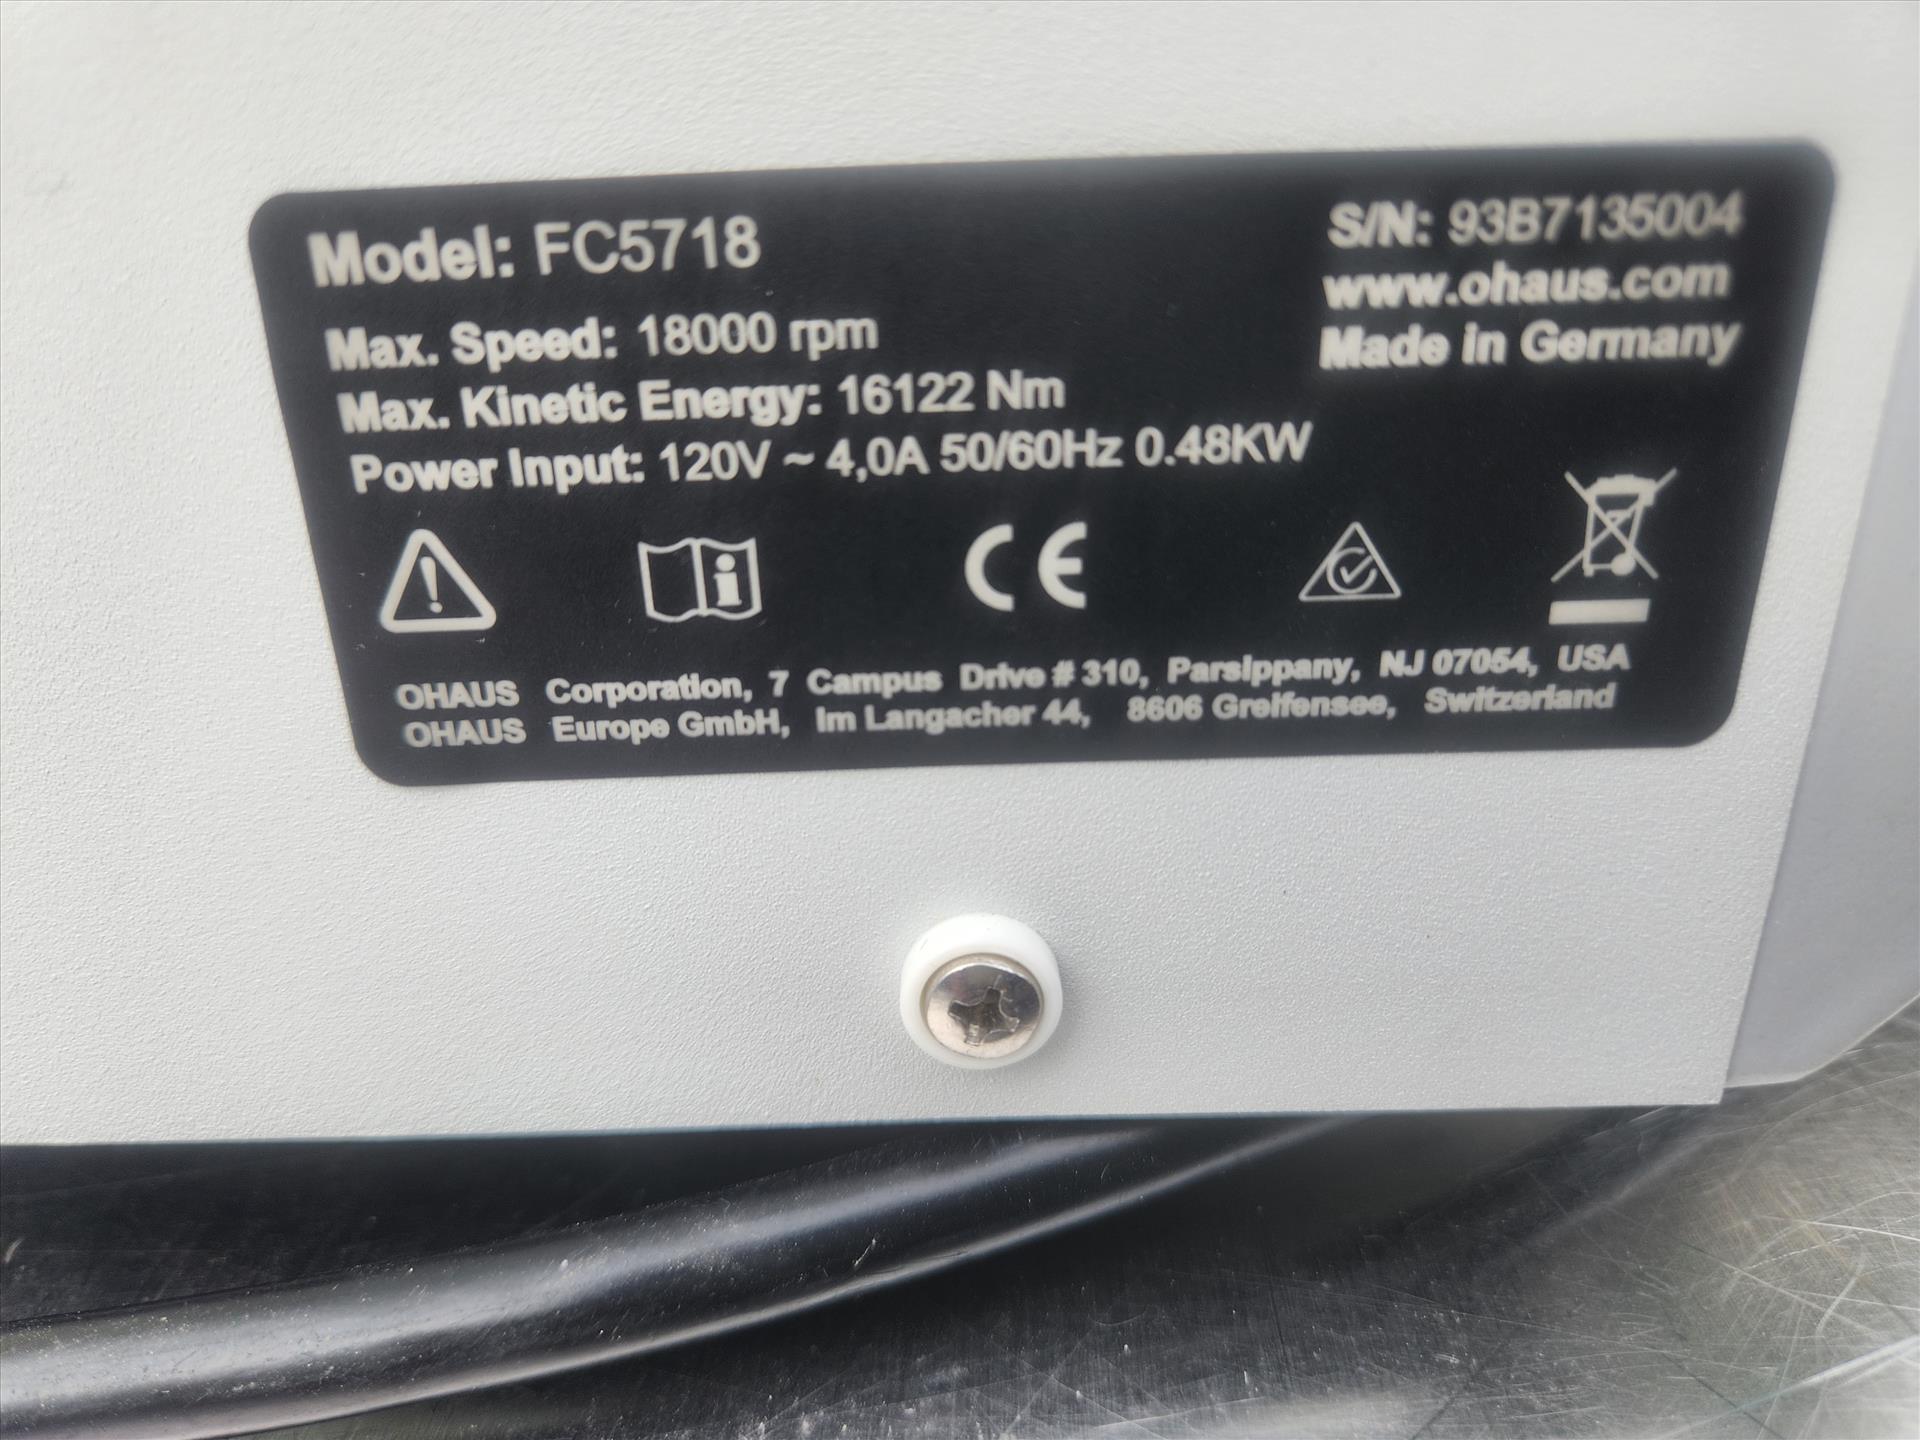 Model: FC5718
Max. Speed: 18000 rpm
Max. Kinetic Energy: 16122 Nm
Power Input: 120V ~ 4,0A 50/60Hz 0.48KW
S/N: 93B7135004
www.ohaus.com
Made in Germany
CE
OHAUS Corporation, 7 Campus Drive # 310, Parsippany, NJ 07054, USA
OHAUS Europe GmbH, Im Langacher 44, 8606 Greifensee, Switzerland